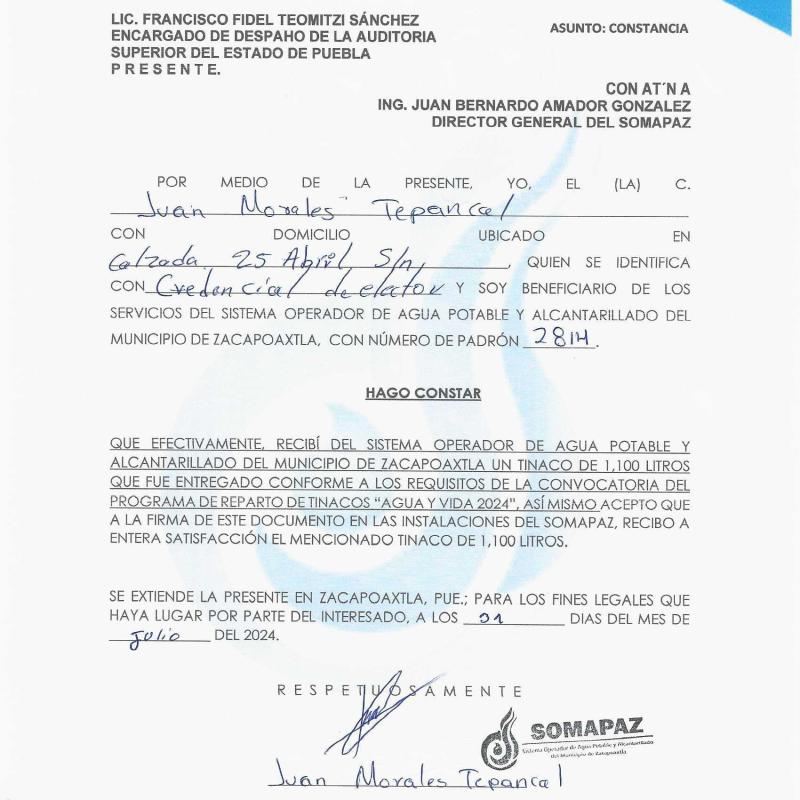 LIC. FRANCISCO FIDEL TEOMITZI SÁNCHEZ
ENCARGADO DE DESPAHO DE LA AUDITORIA
SUPERIOR DEL ESTADO DE PUEBLA
P R E S E N T E.
ASUNTO: CONSTANCIA
CON AT´N A
ING. JUAN BERNARDO AMADOR GONZALEZ
DIRECTOR GENERAL DEL SOMAPAZ
POR MEDIO DE LA PRESENTE, YO, EL (LA) C.
Juan Morales Tepancal
CON DOMICILIO UBICADO EN
Calzada 25 Abril S/n, , QUIEN SE IDENTIFICA
CON Credencial de elector Y SOY BENEFICIARIO DE LOS
SERVICIOS DEL SISTEMA OPERADOR DE AGUA POTABLE Y ALCANTARILLADO DEL
MUNICIPIO DE ZACAPOAXTLA, CON NÚMERO DE PADRÓN 2814.
HAGO CONSTAR
QUE EFECTIVAMENTE, RECIBÍ DEL SISTEMA OPERADOR DE AGUA POTABLE Y
ALCANTARILLADO DEL MUNICIPIO DE ZACAPOAXTLA UN TINACO DE 1,100 LITROS
QUE FUE ENTREGADO CONFORME A LOS REQUISITOS DE LA CONVOCATORIA DEL
PROGRAMA DE REPARTO DE TINACOS "AGUA Y VIDA 2024", ASÍ MISMO ACEPTO QUE
A LA FIRMA DE ESTE DOCUMENTO EN LAS INSTALACIONES DEL SOMAPAZ, RECIBO A
ENTERA SATISFACCIÓN EL MENCIONADO TINACO DE 1,100 LITROS.
SE EXTIENDE LA PRESENTE EN ZACAPOAXTLA, PUE.; PARA LOS FINES LEGALES QUE
HAYA LUGAR POR PARTE DEL INTERESADO, A LOS 01 DIAS DEL MES DE
Julio DEL 2024.
R E S P E T U O S A M E N T E
SOMAPAZ
Sistema Operador de Agua Potable y Alcantarillado
del Municipio de Zacapoaxtla
Juan Morales Tepancal